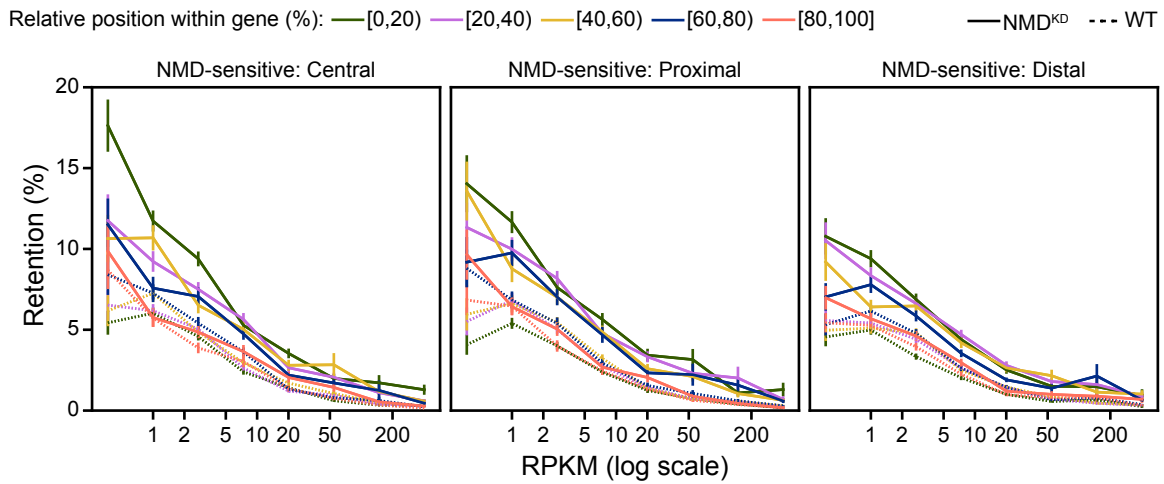 Relative position within gene (%): [0,20) [20,40) [40,60) [60,80) [80,100] NMDᴷᴰ WT
NMD-sensitive: Central NMD-sensitive: Proximal NMD-sensitive: Distal
20
15
10
5
0
Retention (%)
1 2 5 10 20 50 200 1 2 5 10 20 50 200 1 2 5 10 20 50 200
RPKM (log scale)